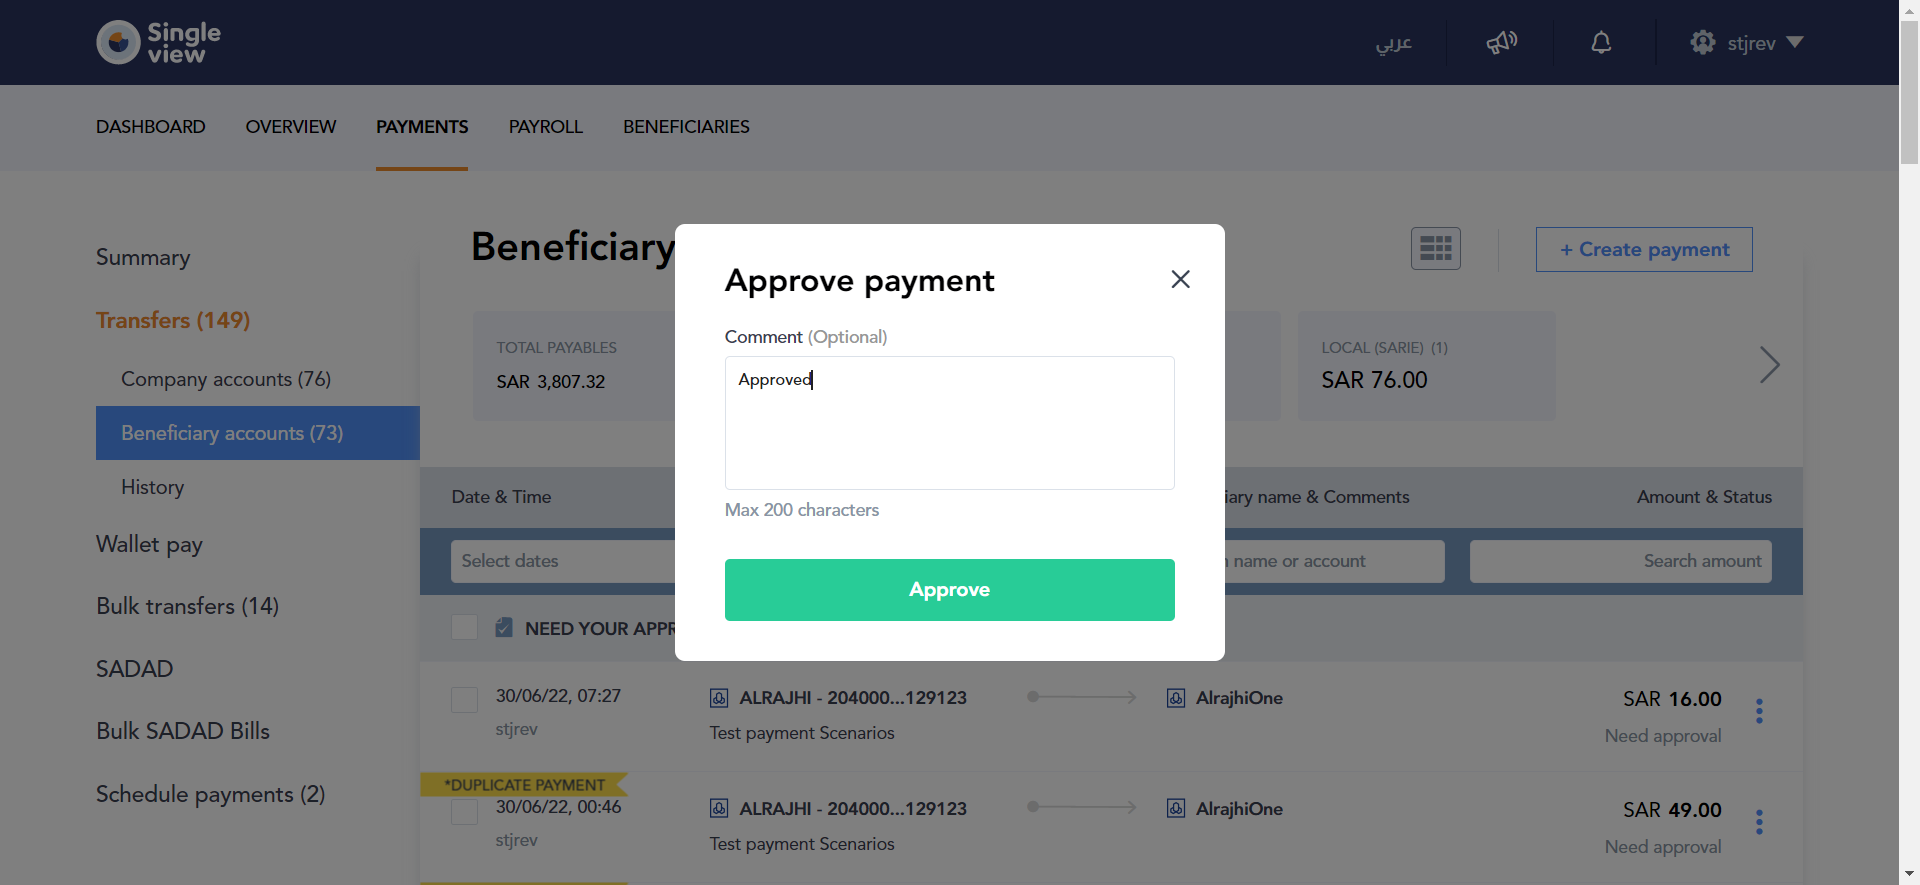 Single
view
عربي
stjrev
DASHBOARD
OVERVIEW
PAYMENTS
PAYROLL
BENEFICIARIES
Summary
Transfers (149)
Company accounts (76)
Beneficiary accounts (73)
History
Wallet pay
Bulk transfers (14)
SADAD
Bulk SADAD Bills
Schedule payments (2)
Beneficiary
+ Create payment
TOTAL PAYABLES
SAR 3,807.32
LOCAL (SARIE) (1)
SAR 76.00
Approve payment
Comment (Optional)
Approved
Max 200 characters
Approve
Date & Time
iary name & Comments
Amount & Status
Select dates
name or account
Search amount
NEED YOUR APPR
30/06/22, 07:27
stjrev
ALRAJHI - 204000...129123
Test payment Scenarios
AlrajhiOne
SAR 16.00
Need approval
*DUPLICATE PAYMENT
30/06/22, 00:46
stjrev
ALRAJHI - 204000...129123
Test payment Scenarios
AlrajhiOne
SAR 49.00
Need approval